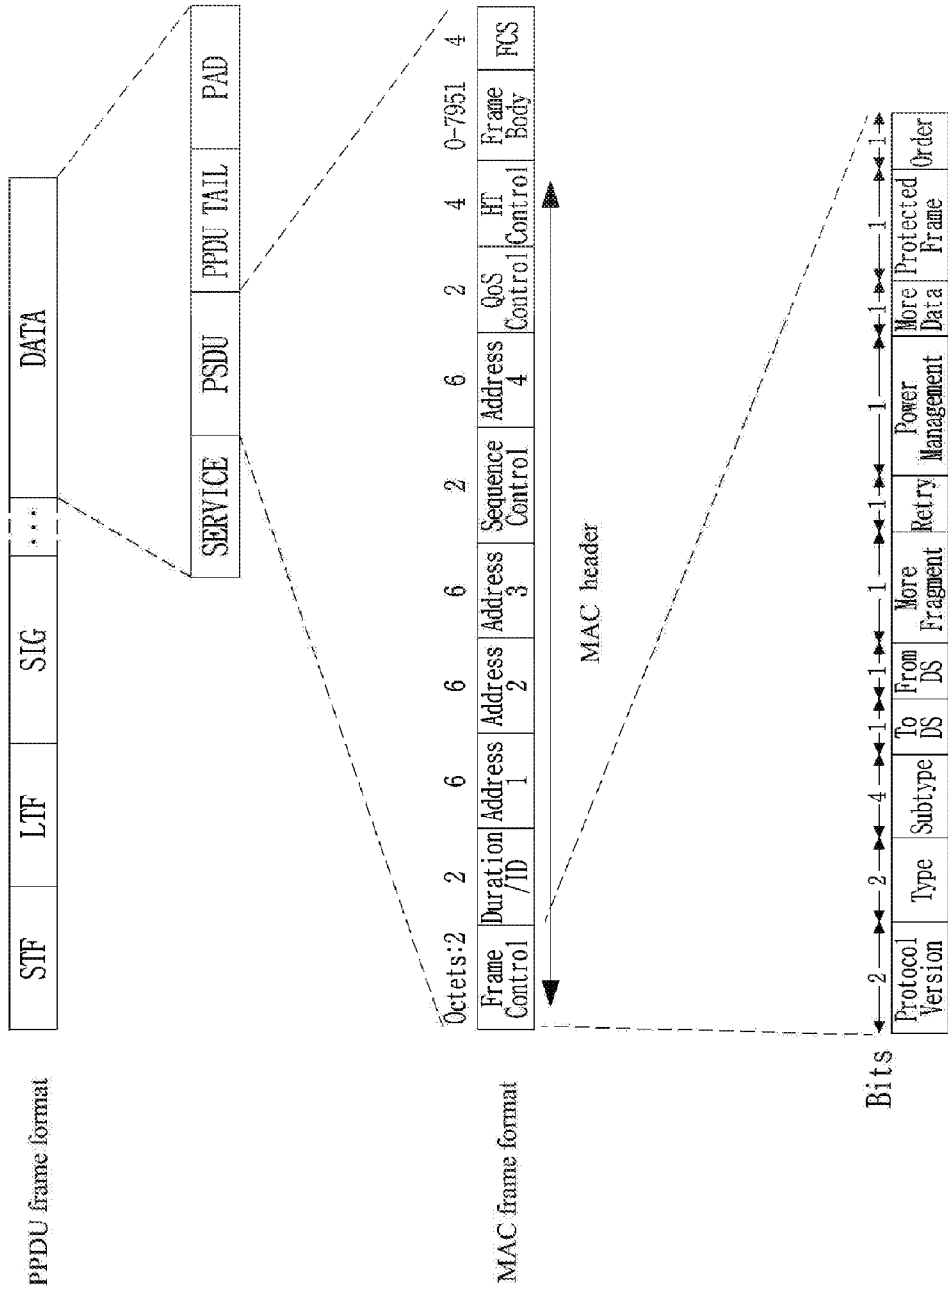 PPDU frame format
STF
LTF
SIG
...
DATA
SERVICE
PSDU
PPDU TAIL
PAD
MAC frame format
Octets:2
2
6
6
6
2
6
2
4
0-7951
4
Frame
Control
Duration
/ID
Address
1
Address
2
Address
3
Sequence
Control
Address
4
QoS
Control
HT
Control
Frame
Body
FCS
MAC header
Bits
2
2
4
1
1
1
1
1
1
1
1
Protocol
Version
Type
Subtype
To
DS
From
DS
More
Fragment
Retry
Power
Management
More
Data
Protected
Frame
Order